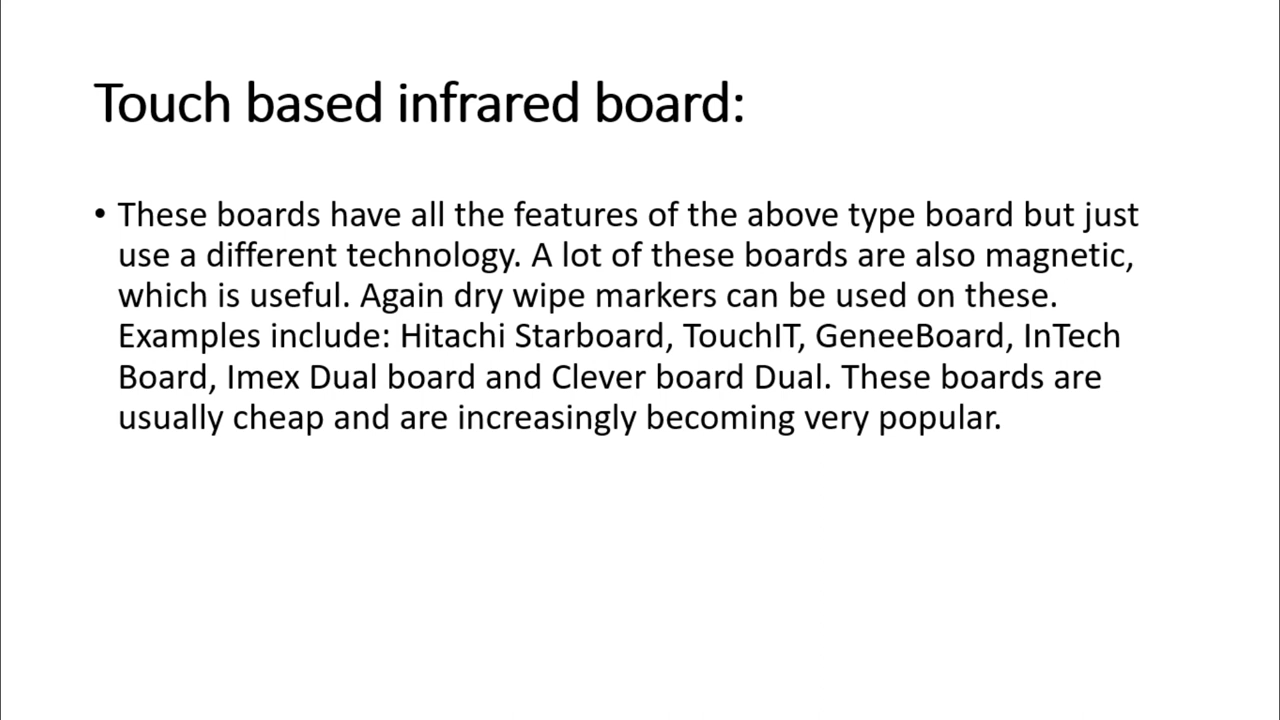 Touch based infrared board:
• These boards have all the features of the above type board but just
use a different technology. A lot of these boards are also magnetic,
which is useful. Again dry wipe markers can be used on these.
Examples include: Hitachi Starboard, TouchIT, GeneeBoard, InTech
Board, Imex Dual board and Clever board Dual. These boards are
usually cheap and are increasingly becoming very popular.